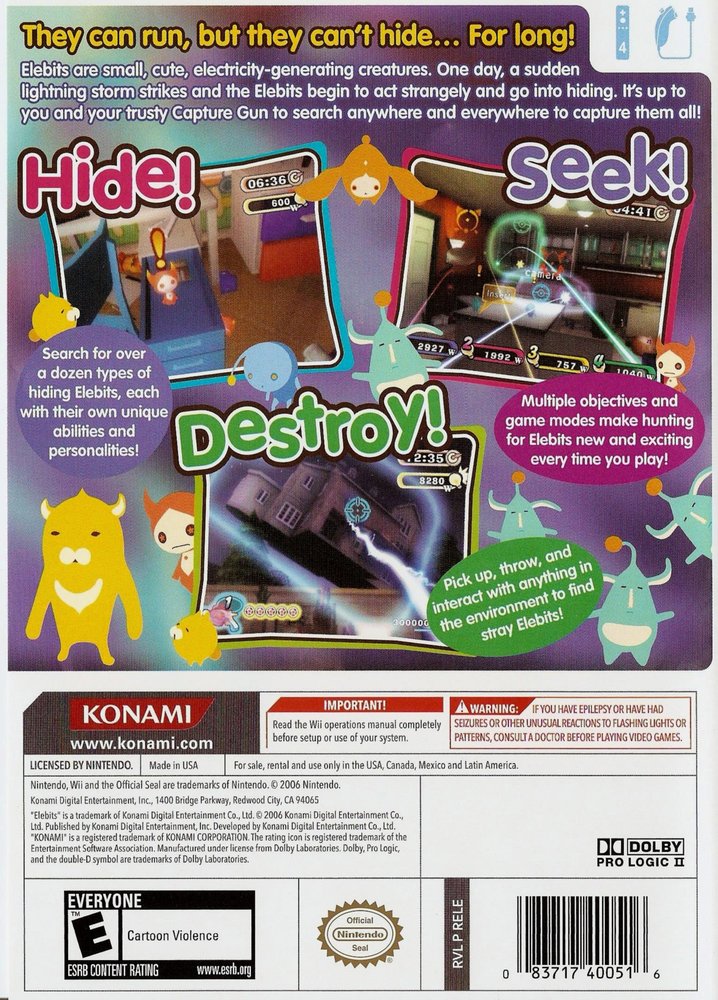 They can run, but they can't hide... For long!
4
Elebits are small, cute, electricity-generating creatures. One day, a sudden
lightning storm strikes and the Elebits begin to act strangely and go into hiding. It's up to
you and your trusty Capture Gun to search anywhere and everywhere to capture them all!
Hide!
06:36
600 W
Seek!
04:41
camera
2927 W
2
1992 W
3
757 W
4
1040 W
Search for over
a dozen types of
hiding Elebits, each
with their own unique
abilities and
personalities!
Multiple objectives and
game modes make hunting
for Elebits new and exciting
every time you play!
Destroy!
2:35
8280
1
Pick up, throw, and
interact with anything in
the environment to find
stray Elebits!
KONAMI
www.konami.com
IMPORTANT!
Read the Wii operations manual completely
before setup or use of your system.
WARNING: IF YOU HAVE EPILEPSY OR HAVE HAD
SEIZURES OR OTHER UNUSUAL REACTIONS TO FLASHING LIGHTS OR
PATTERNS, CONSULT A DOCTOR BEFORE PLAYING VIDEO GAMES.
LICENSED BY NINTENDO.
Made in USA
For sale, rental and use only in the USA, Canada, Mexico and Latin America.
Nintendo, Wii and the Official Seal are trademarks of Nintendo. © 2006 Nintendo.
Konami Digital Entertainment, Inc., 1400 Bridge Parkway, Redwood City, CA 94065
"Elebits" is a trademark of Konami Digital Entertainment Co., Ltd. © 2006 Konami Digital Entertainment Co.,
Ltd. Published by Konami Digital Entertainment, Inc. Developed by Konami Digital Entertainment Co., Ltd.
"KONAMI" is a registered trademark of KONAMI CORPORATION. The rating icon is registered trademark of the
Entertainment Software Association. Manufactured under license from Dolby Laboratories. Dolby, Pro Logic,
and the double-D symbol are trademarks of Dolby Laboratories.
DOLBY
PRO LOGIC II
EVERYONE
E
TM
Cartoon Violence
ESRB CONTENT RATING www.esrb.org
Official
Nintendo
Seal
®
RVL P RELE
0 83717 40051 6